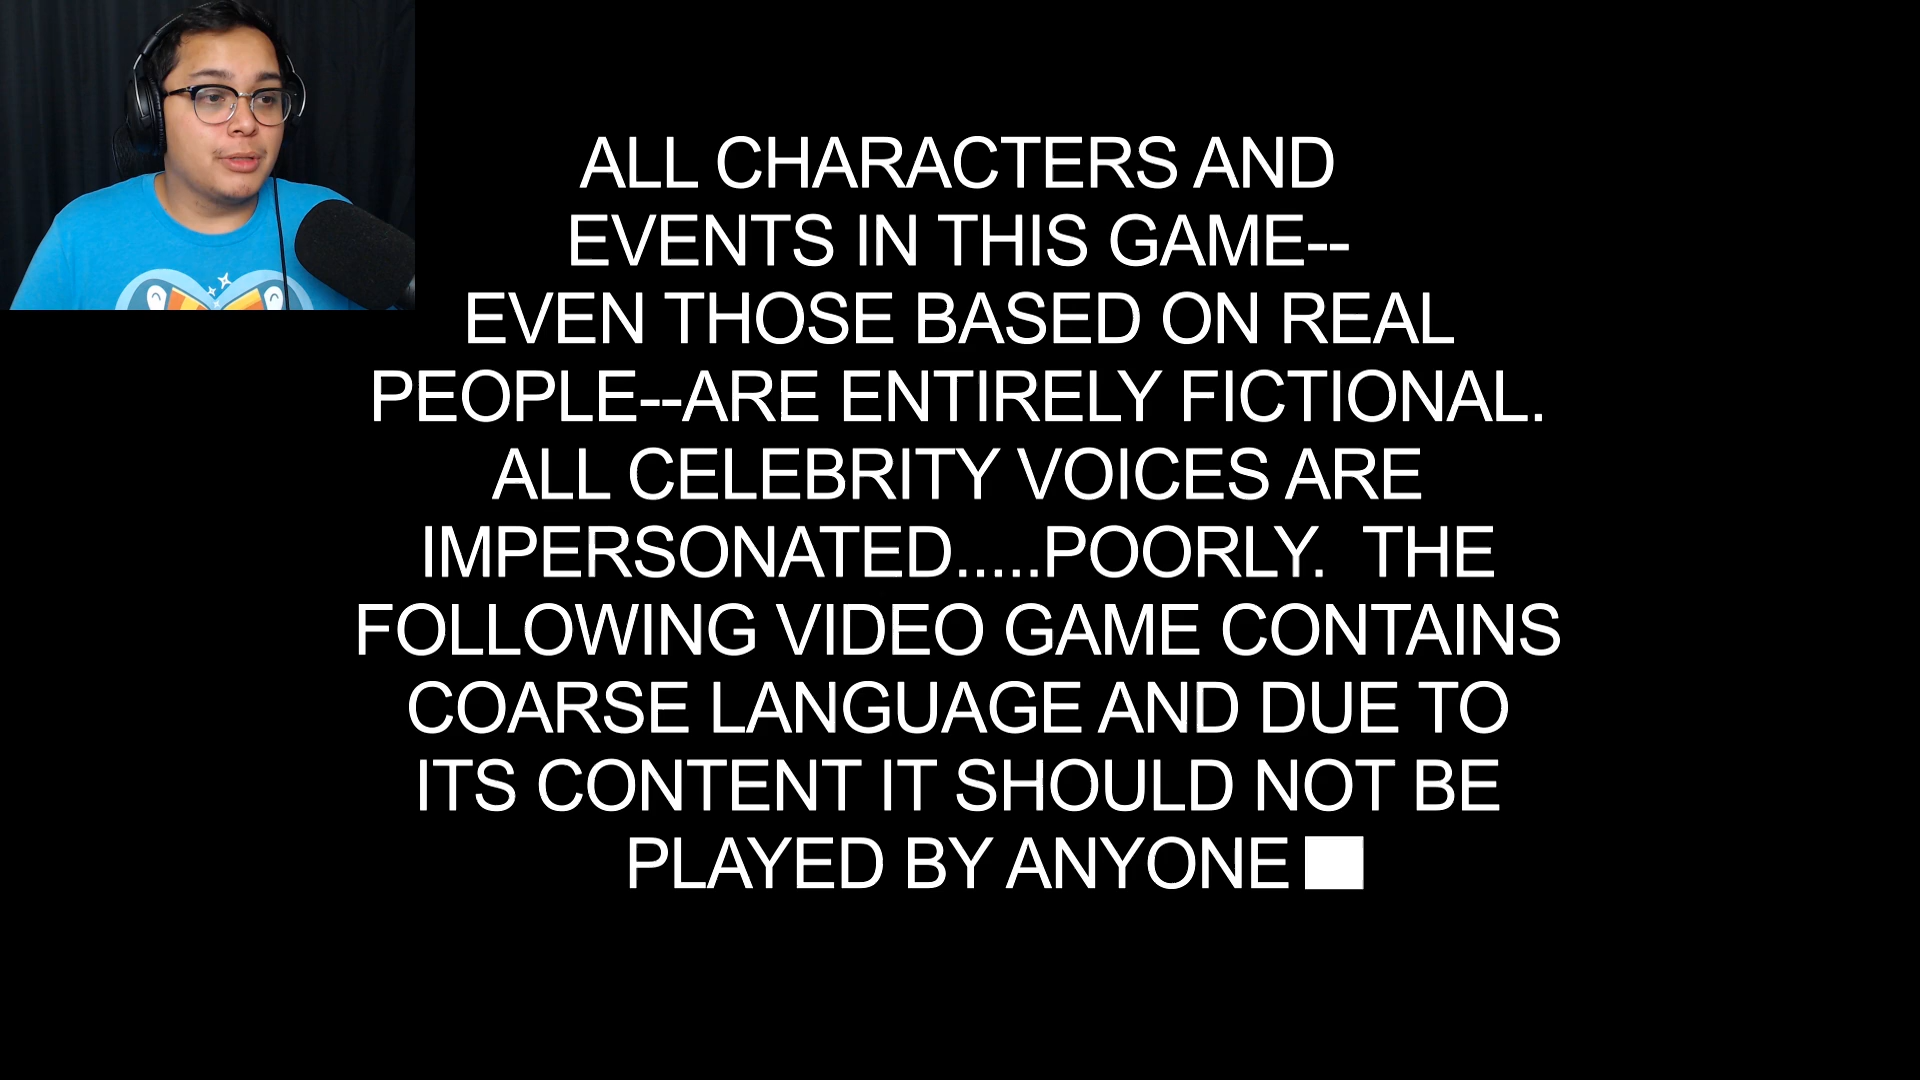 ALL CHARACTERS AND
EVENTS IN THIS GAME--
EVEN THOSE BASED ON REAL
PEOPLE--ARE ENTIRELY FICTIONAL.
ALL CELEBRITY VOICES ARE
IMPERSONATED.....POORLY.  THE
FOLLOWING VIDEO GAME CONTAINS
COARSE LANGUAGE AND DUE TO
ITS CONTENT IT SHOULD NOT BE
PLAYED BY ANYONE